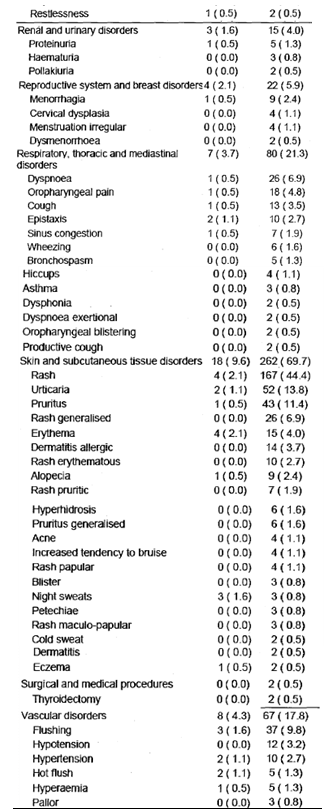 Restlessness 1 (0.5) 2 (0.5)
Renal and urinary disorders 3 ( 1.6) 15 (4.0)
Proteinuria 1 (0.5) 5 ( 1.3)
Haematuria 0 (0.0) 3 (0.8)
Pollakiuria 0 (0.0) 2 (0.5)
Reproductive system and breast disorders 4 ( 2.1) 22 (5.9)
Menorrhagia 1 (0.5) 9 ( 2.4)
Cervical dysplasia 0 (0.0) 4 ( 1.1)
Menstruation irregular 0 (0.0) 4 ( 1.1)
Dysmenorrhoea 0 (0.0) 2 (0.5)
Respiratory, thoracic and mediastinal 7 ( 3.7) 80 (21.3)
disorders
Dyspnoea 1 (0.5) 26 (6.9)
Oropharyngeal pain 1 (0.5) 18 ( 4.8)
Cough 1 (0.5) 13 ( 3.5)
Epistaxis 2 ( 1.1) 10 ( 2.7)
Sinus congestion 1 (0.5) 7 ( 1.9)
Wheezing 0 (0.0) 6 ( 1.6)
Bronchospasm 0 (0.0) 5 ( 1.3)
Hiccups 0 (0.0) 4 ( 1.1)
Asthma 0 (0.0) 3 (0.8)
Dysphonia 0 (0.0) 2 (0.5)
Dyspnoea exertional 0 (0.0) 2 (0.5)
Oropharyngeal blistering 0 (0.0) 2 (0.5)
Productive cough 0 (0.0) 2 (0.5)
Skin and subcutaneous tissue disorders 18 ( 9.6) 262 (69.7)
Rash 4 ( 2.1) 167 (44.4)
Urticaria 2 ( 1.1) 52 (13.8)
Pruritus 1 (0.5) 43 (11.4)
Rash generalised 0 (0.0) 26 (6.9)
Erythema 4 ( 2.1) 15 ( 4.0)
Dermatitis allergic 0 (0.0) 14 ( 3.7)
Rash erythematous 0 (0.0) 10 ( 2.7)
Alopecia 1 (0.5) 9 ( 2.4)
Rash pruritic 0 (0.0) 7 ( 1.9)
Hyperhidrosis 0 (0.0) 6 ( 1.6)
Pruritus generalised 0 (0.0) 6 ( 1.6)
Acne 0 (0.0) 4 ( 1.1)
Increased tendency to bruise 0 (0.0) 4 ( 1.1)
Rash papular 0 (0.0) 4 ( 1.1)
Blister 0 (0.0) 3 (0.8)
Night sweats 3 ( 1.6) 3 (0.8)
Petechiae 0 (0.0) 3 (0.8)
Rash maculo-papular 0 (0.0) 3 (0.8)
Cold sweat 0 (0.0) 2 (0.5)
Dermatitis 0 (0.0) 2 (0.5)
Eczema 1 (0.5) 2 (0.5)
Surgical and medical procedures 0 (0.0) 2 (0.5)
Thyroidectomy 0 (0.0) 2 (0.5)
Vascular disorders 8 (4.3) 67 (17.8)
Flushing 3 ( 1.6) 37 ( 9.8)
Hypotension 0 (0.0) 12 ( 3.2)
Hypertension 2 ( 1.1) 10 ( 2.7)
Hot flush 2 ( 1.1) 5 ( 1.3)
Hyperaemia 1 (0.5) 5 ( 1.3)
Pallor 0 (0.0) 3 (0.8)